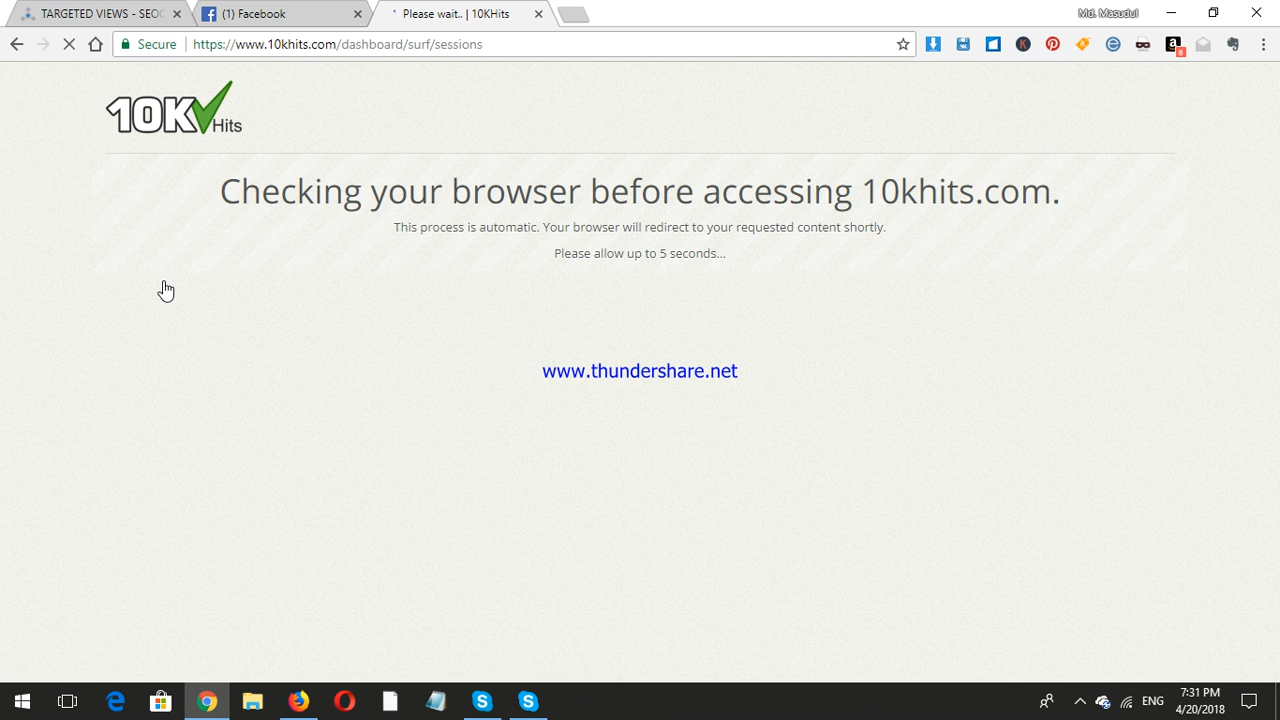 TARGETED VIEWS - SEOC
(1) Facebook
Please wait.. | 10KHits
Md. Masudul
Secure
https://www.10khits.com/dashboard/surf/sessions
10K Hits
Checking your browser before accessing 10khits.com.
This process is automatic. Your browser will redirect to your requested content shortly.
Please allow up to 5 seconds...
www.thundershare.net
ENG
7:31 PM
4/20/2018